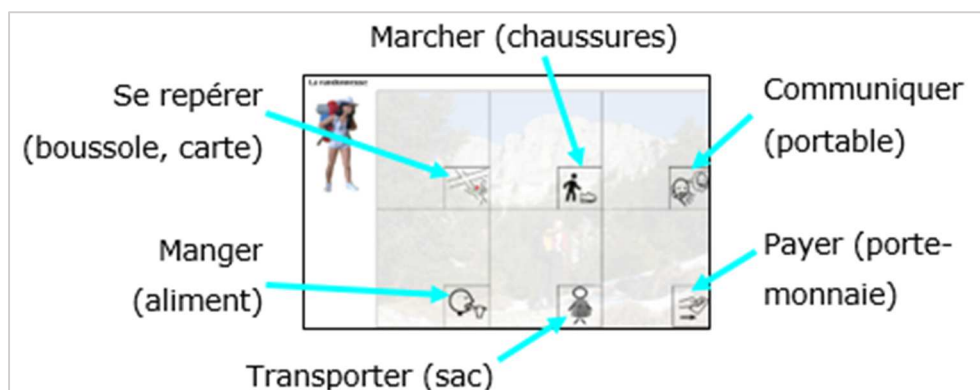 Marcher (chaussures)
Se repérer
(boussole, carte)
Communiquer
(portable)
La randonneuse
Manger
(aliment)
Payer (porte-
monnaie)
Transporter (sac)